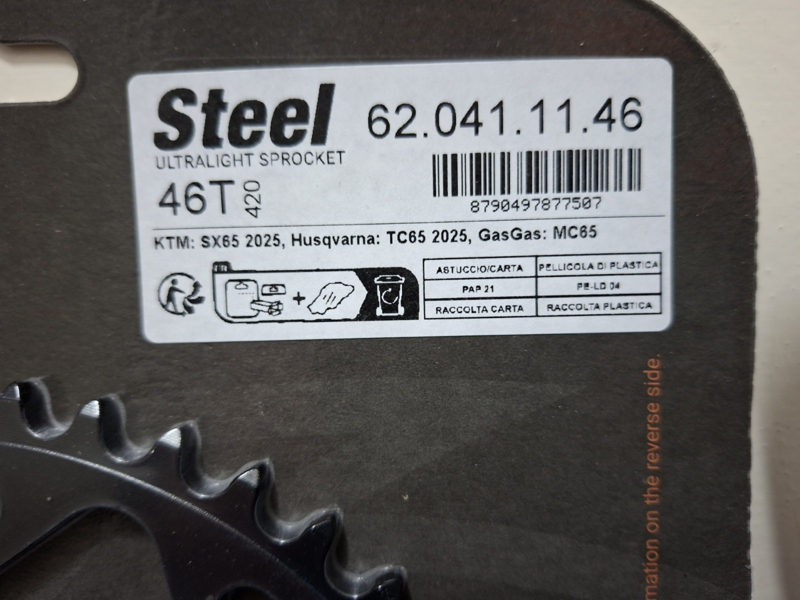 Steel
62.041.11.46
ULTRALIGHT SPROCKET
46T 420
8790497877507
KTM: SX65 2025, Husqvarna: TC65 2025, GasGas: MC65
ASTUCCIO/CARTA PELLICOLA DI PLASTICA
PAP 21 PE-LD 04
RACCOLTA CARTA RACCOLTA PLASTICA
mation on the reverse side.